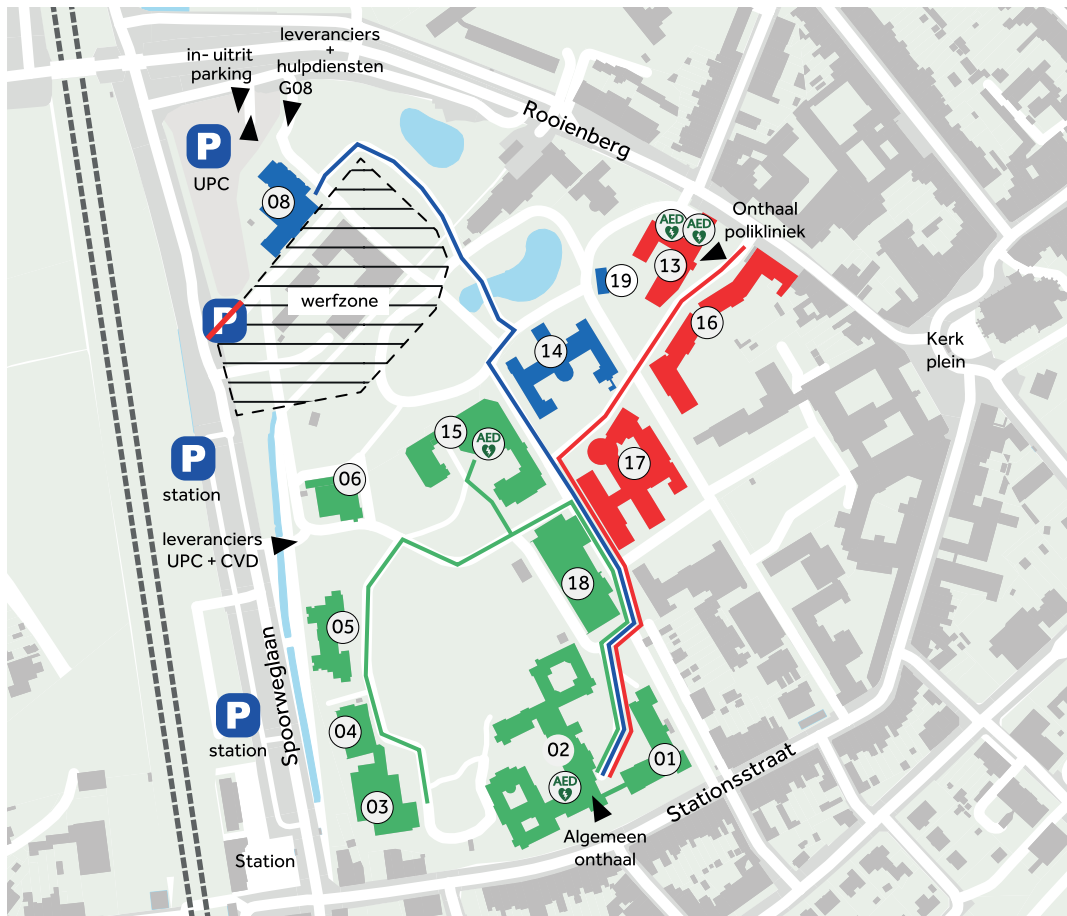 leveranciers
+
hulpdiensten
G08
in- uitrit
parking
P
UPC
Rooienberg
08
AED
AED
Onthaal
polikliniek
13
19
16
P
werfzone
14
Kerk
plein
15
AED
17
P
station
06
leveranciers
UPC + CVD
18
05
Spoorweglaan
P
station
04
02
01
AED
03
Stationsstraat
Algemeen
onthaal
Station